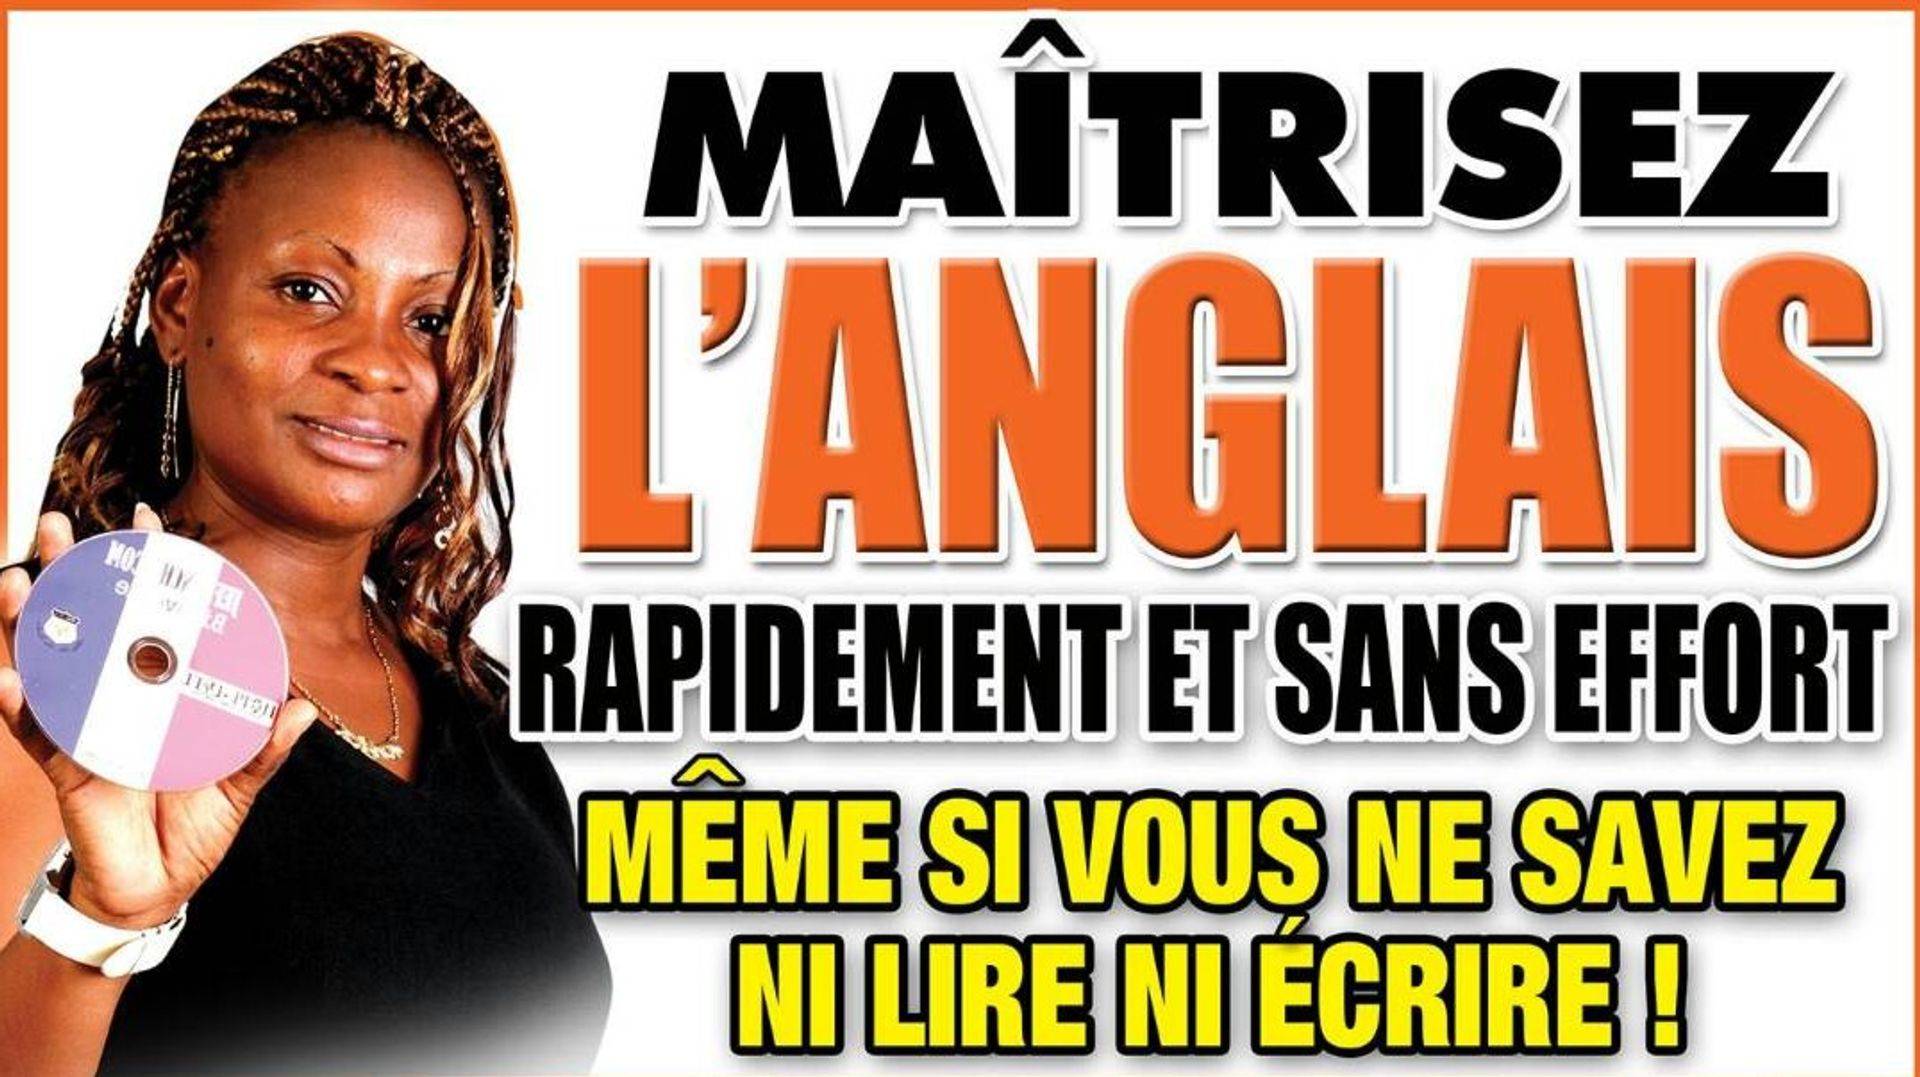 MAÎTRISEZ
L'ANGLAIS
RAPIDEMENT ET SANS EFFORT
MÊME SI VOUS NE SAVEZ
NI LIRE NI ÉCRIRE !